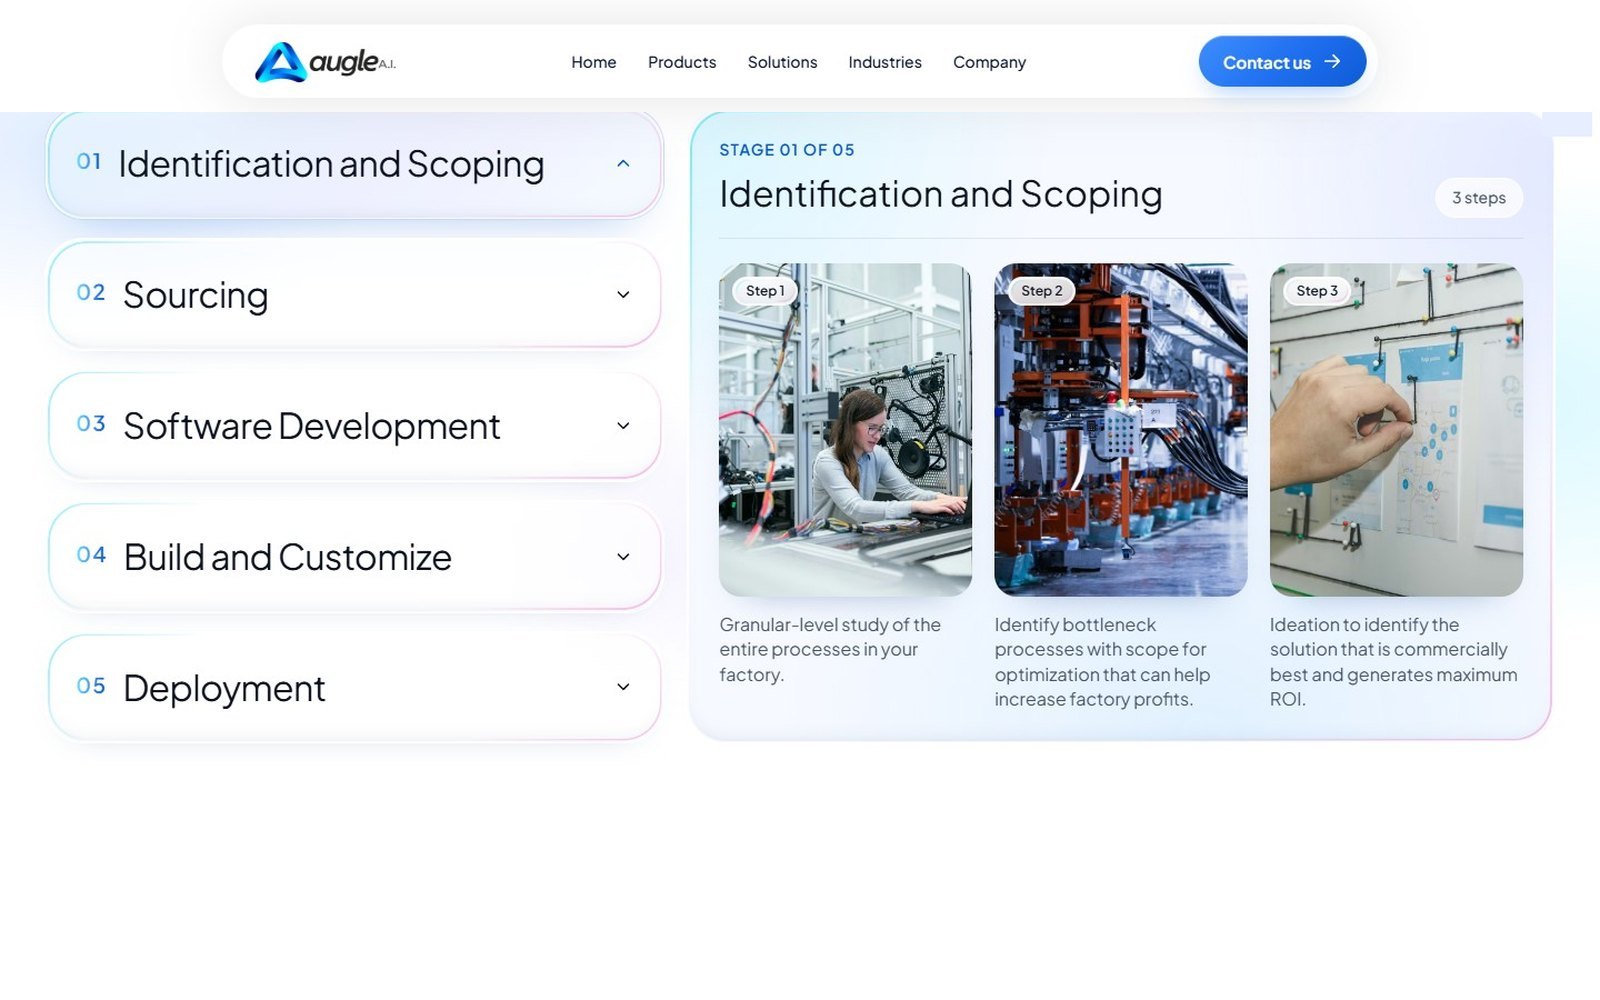 augle A.I.
Home Products Solutions Industries Company
Contact us
01 Identification and Scoping
02 Sourcing
03 Software Development
04 Build and Customize
05 Deployment
STAGE 01 OF 05
Identification and Scoping
3 steps
Step 1
Granular-level study of the
entire processes in your
factory.
Step 2
Identify bottleneck
processes with scope for
optimization that can help
increase factory profits.
Step 3
Ideation to identify the
solution that is commercially
best and generates maximum
ROI.